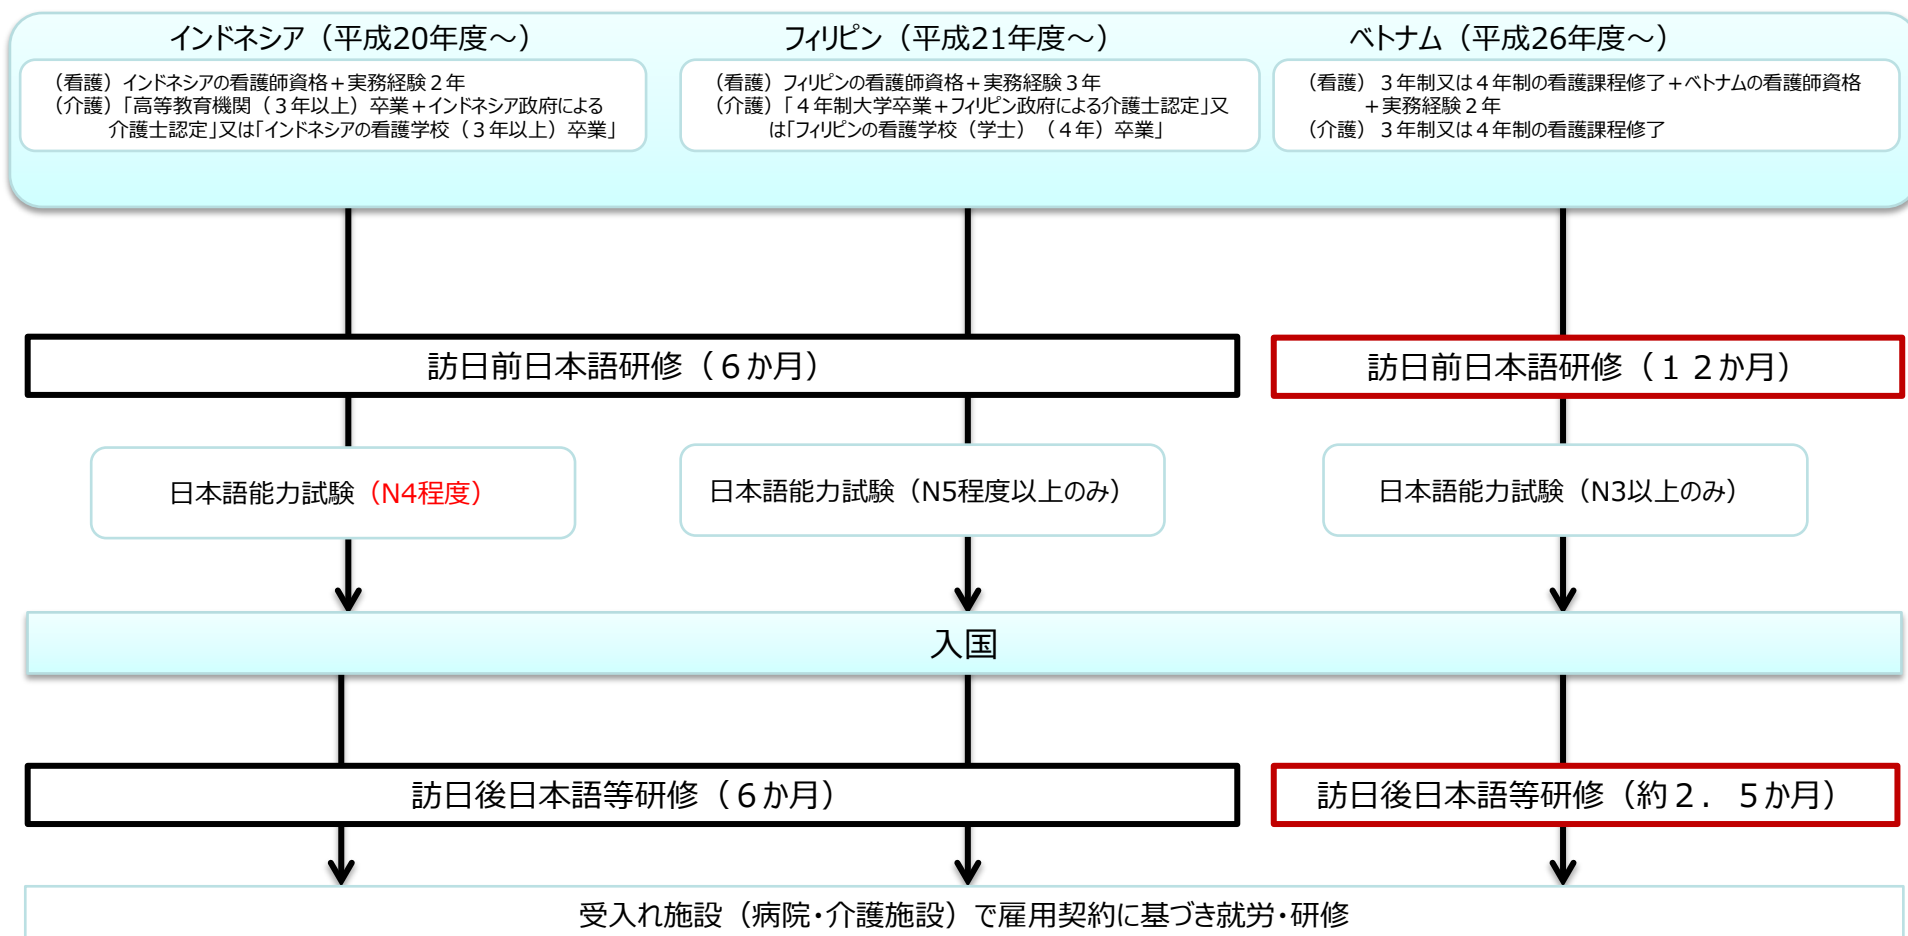 インドネシア（平成20年度～）
（看護）インドネシアの看護師資格＋実務経験２年
（介護）「高等教育機関（３年以上）卒業＋インドネシア政府による
介護士認定」又は「インドネシアの看護学校（３年以上）卒業」
フィリピン（平成21年度～）
（看護）フィリピンの看護師資格＋実務経験３年
（介護）「４年制大学卒業＋フィリピン政府による介護士認定」又
は「フィリピンの看護学校（学士）（４年）卒業」
ベトナム（平成26年度～）
（看護）３年制又は４年制の看護課程修了＋ベトナムの看護師資格
＋実務経験２年
（介護）３年制又は４年制の看護課程修了
訪日前日本語研修（６か月）
訪日前日本語研修（１２か月）
日本語能力試験（N4程度）
日本語能力試験（N5程度以上のみ）
日本語能力試験（N3以上のみ）
入国
訪日後日本語等研修（６か月）
訪日後日本語等研修（約２．５か月）
受入れ施設（病院・介護施設）で雇用契約に基づき就労・研修